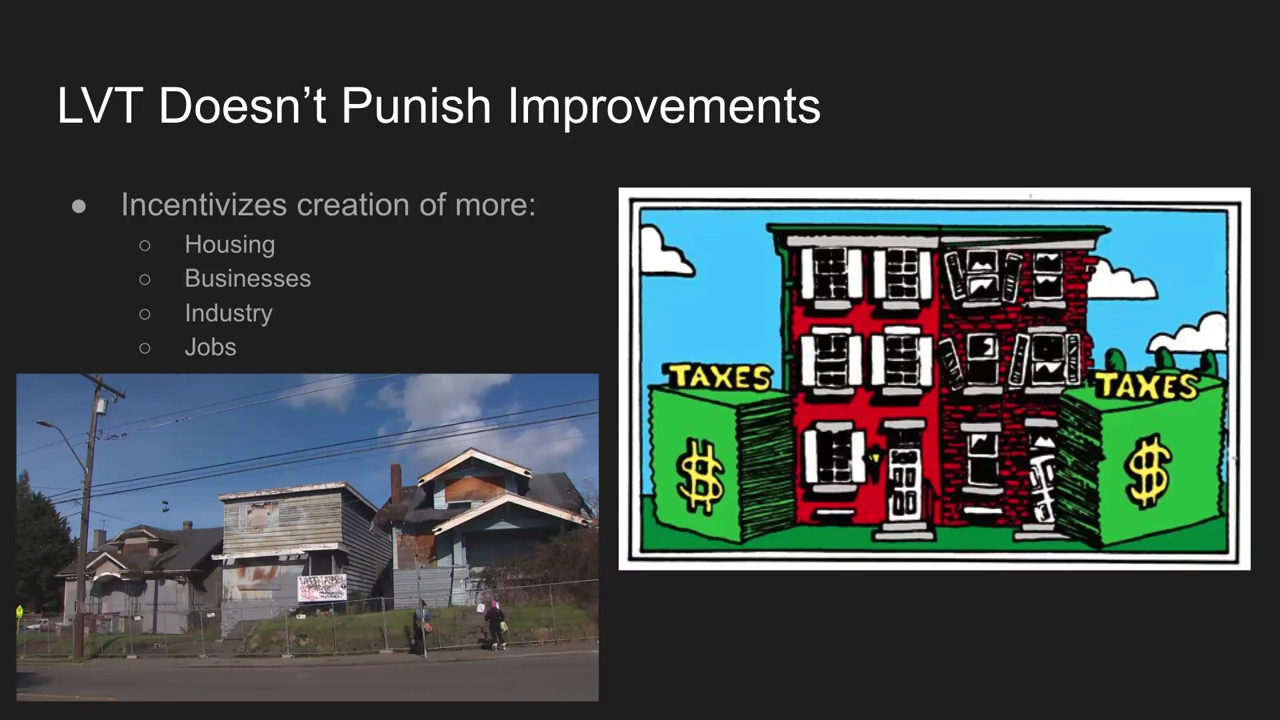 LVT Doesn’t Punish Improvements
● Incentivizes creation of more:
○ Housing
○ Businesses
○ Industry
○ Jobs
TAXES
$
TAXES
$